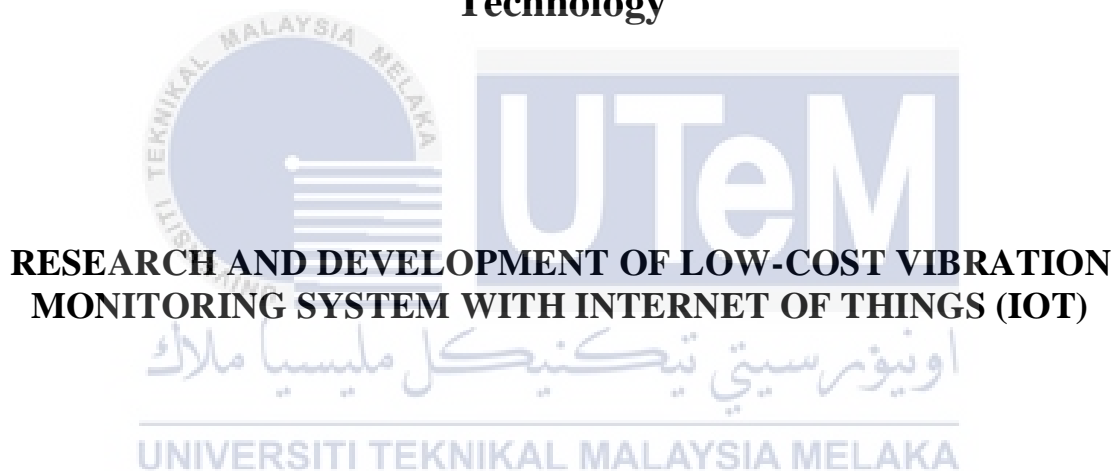 Technology
UNIVERSITI TEKNIKAL MALAYSIA MELAKA
UTeM
RESEARCH AND DEVELOPMENT OF LOW-COST VIBRATION
MONITORING SYSTEM WITH INTERNET OF THINGS (IOT)
اونيۏرسيتي تيكنيكل مليسيا ملاك
UNIVERSITI TEKNIKAL MALAYSIA MELAKA